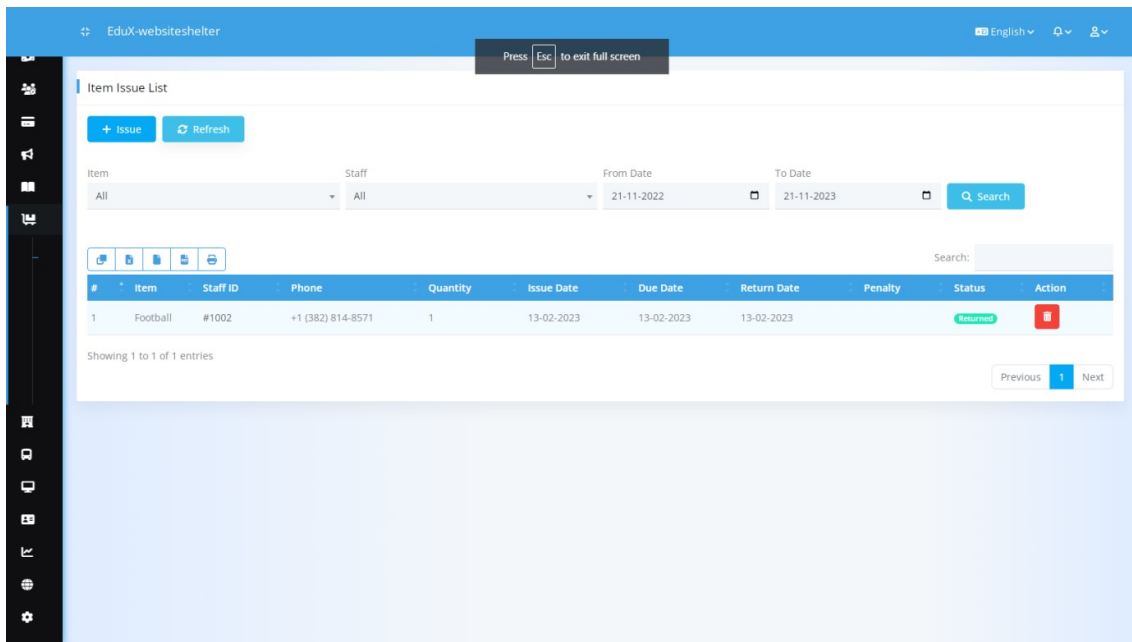 EduX-websiteshelter
English
Press Esc to exit full screen
Item Issue List
+ Issue
Refresh
Item
Staff
From Date
To Date
All
All
21-11-2022
21-11-2023
Search
Search:
# Item Staff ID Phone Quantity Issue Date Due Date Return Date Penalty Status Action
1 Football #1002 +1 (382) 814-8571 1 13-02-2023 13-02-2023 13-02-2023 Returned
Showing 1 to 1 of 1 entries
Previous 1 Next